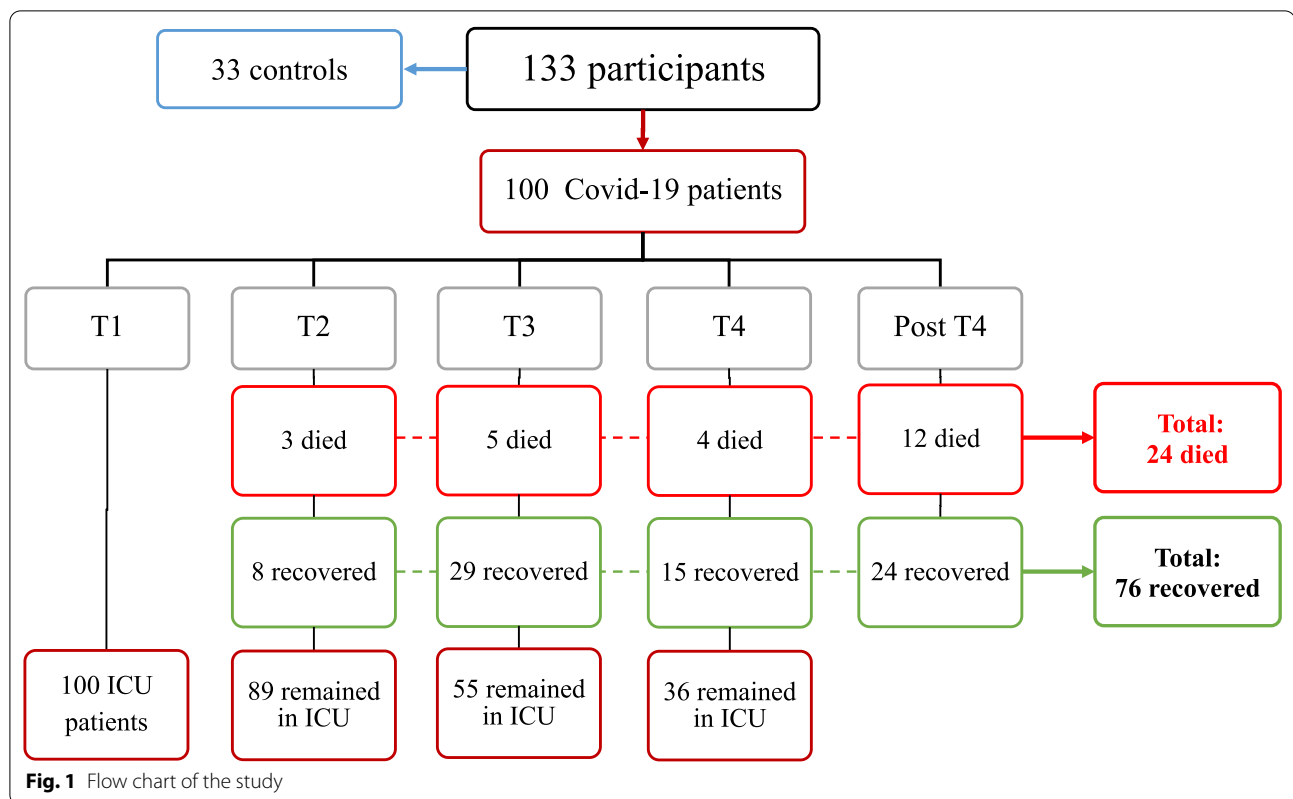 33 controls
133 participants
100 Covid-19 patients
T1
T2
T3
T4
Post T4
3 died
5 died
4 died
12 died
Total:
24 died
8 recovered
29 recovered
15 recovered
24 recovered
Total:
76 recovered
100 ICU
patients
89 remained
in ICU
55 remained
in ICU
36 remained
in ICU
Fig. 1 Flow chart of the study